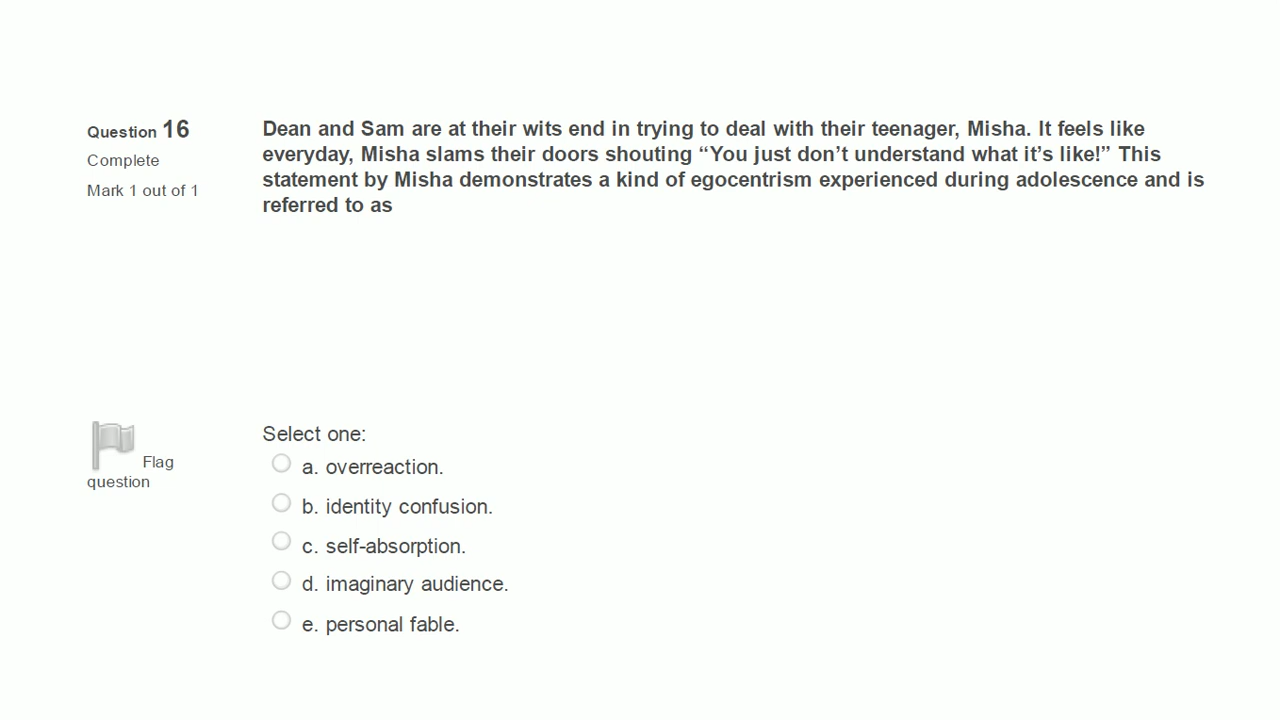 Question 16
Complete
Mark 1 out of 1
Dean and Sam are at their wits end in trying to deal with their teenager, Misha. It feels like
everyday, Misha slams their doors shouting “You just don’t understand what it’s like!” This
statement by Misha demonstrates a kind of egocentrism experienced during adolescence and is
referred to as
Flag
question
Select one:
a. overreaction.
b. identity confusion.
c. self-absorption.
d. imaginary audience.
e. personal fable.